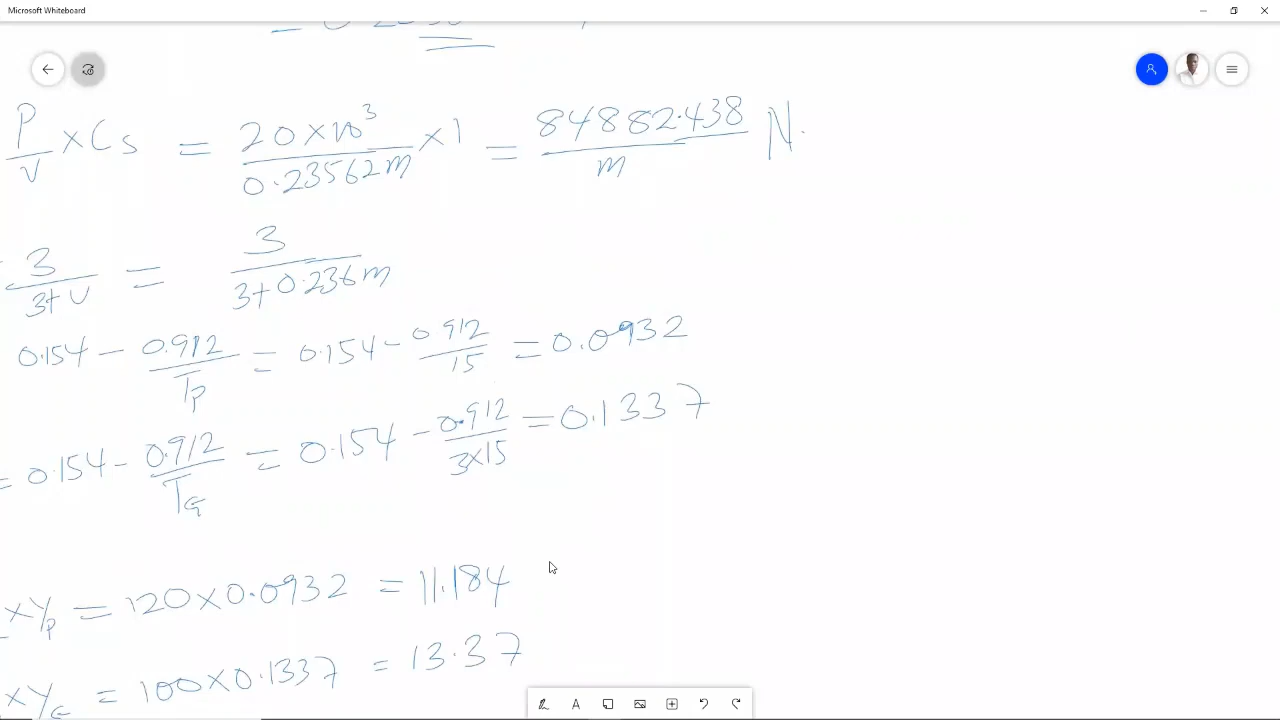 Microsoft Whiteboard
P/V × Cs = 20×10³/0.23562m × 1 = 84882.438/m N.
3/3+v = 3/3+0.236m
0.154 - 0.912/Tp = 0.154 - 0.912/15 = 0.0932
= 0.154 - 0.912/TG = 0.154 - 0.912/3×15 = 0.1337
×yp = 120×0.0932 = 11.184
×yG = 100×0.1337 = 13.37